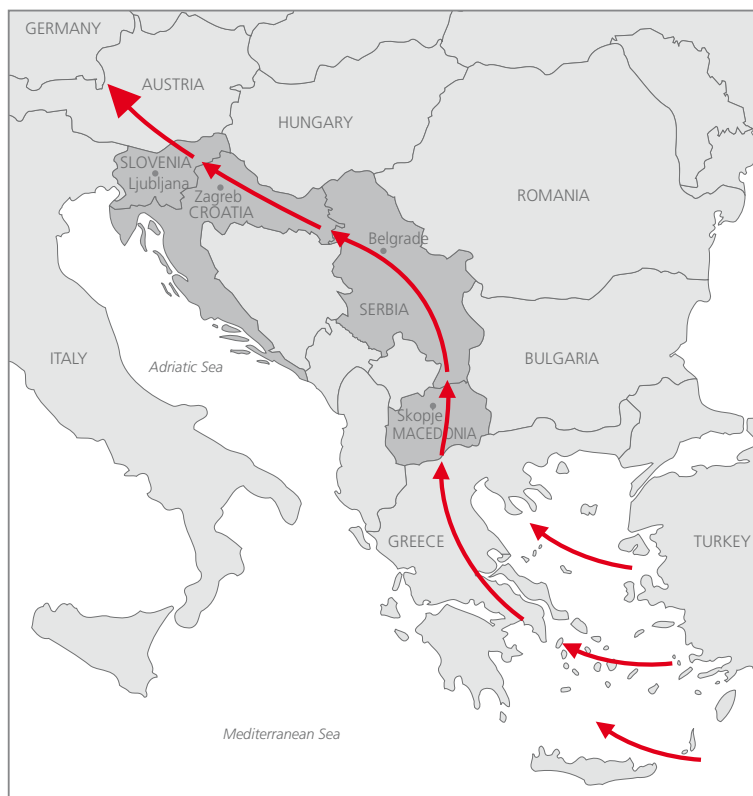 GERMANY
AUSTRIA
HUNGARY
SLOVENIA
Ljubljana
Zagreb
CROATIA
ROMANIA
Belgrade
SERBIA
ITALY
Adriatic Sea
BULGARIA
Skopje
MACEDONIA
GREECE
TURKEY
Mediterranean Sea